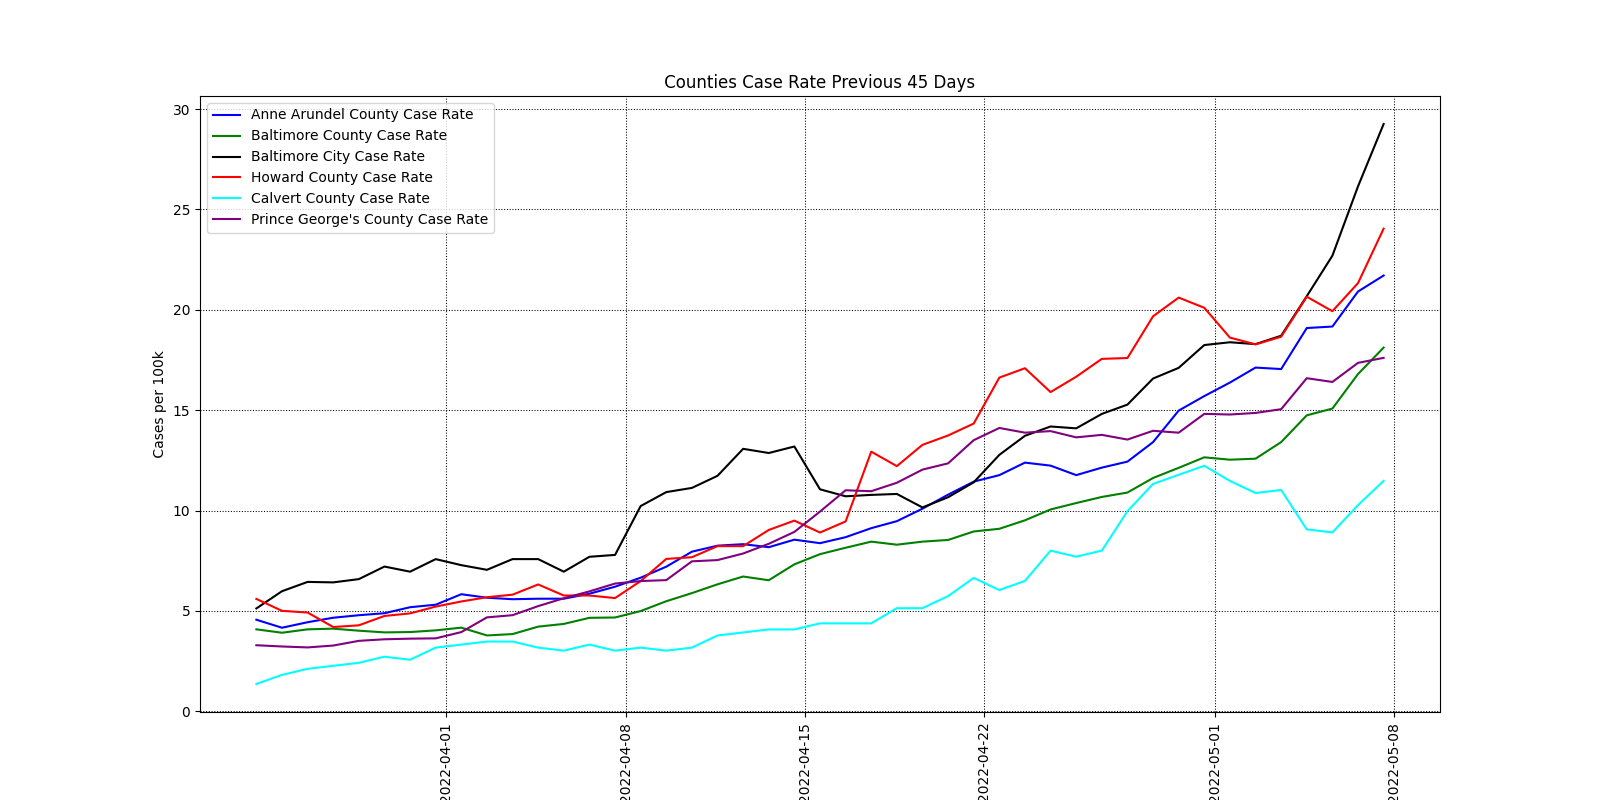 Counties Case Rate Previous 45 Days
30
25
20
15
10
5
0
Cases per 100k
Anne Arundel County Case Rate
Baltimore County Case Rate
Baltimore City Case Rate
Howard County Case Rate
Calvert County Case Rate
Prince George's County Case Rate
2022-04-01
2022-04-08
2022-04-15
2022-04-22
2022-05-01
2022-05-08